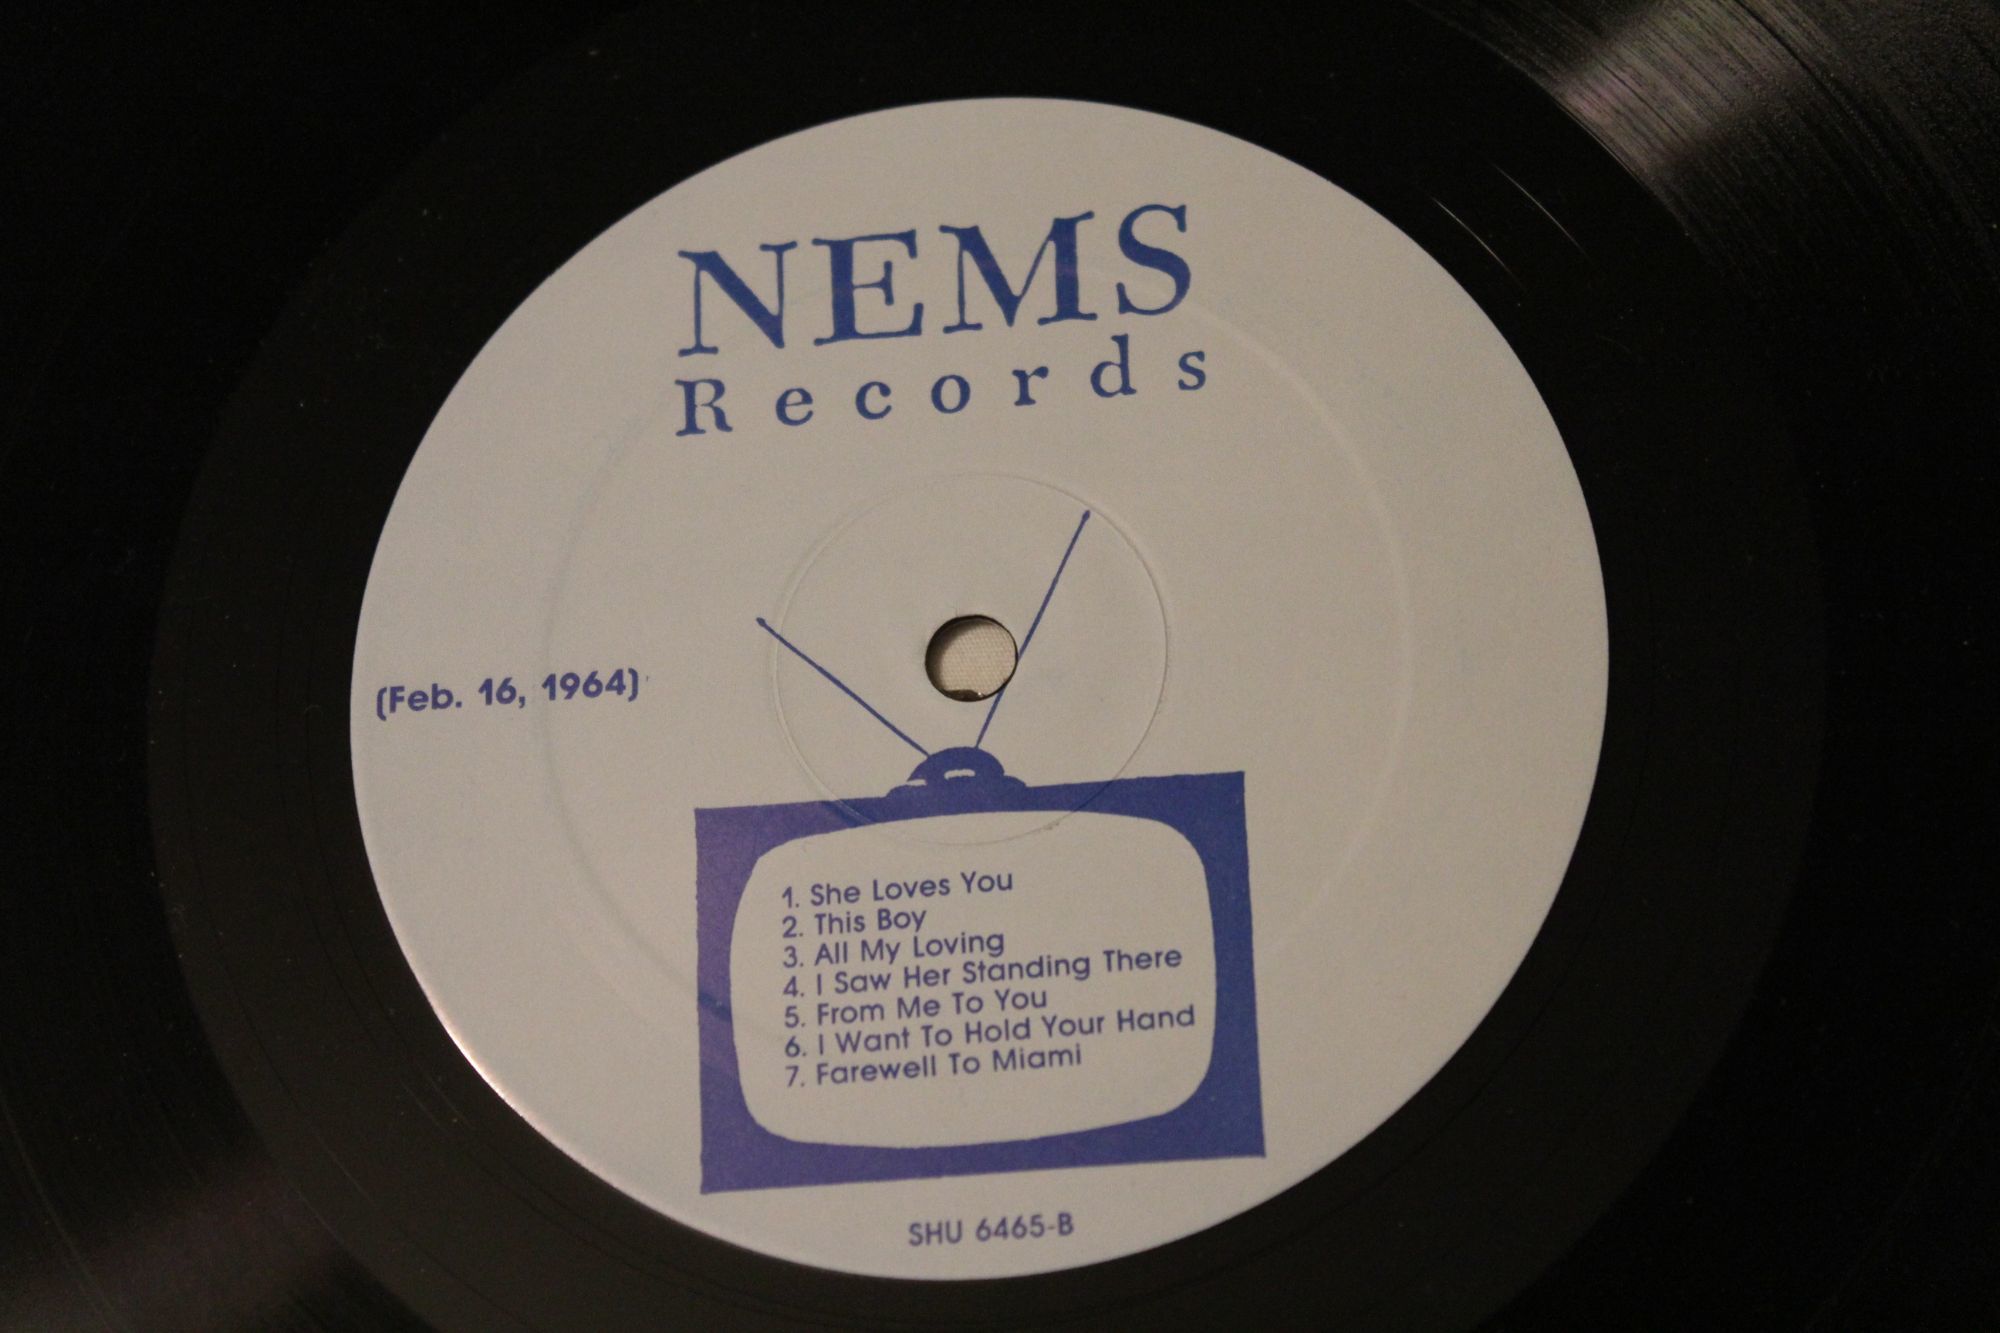 NEMS
Records
(Feb. 16, 1964)
1. She Loves You
2. This Boy
3. All My Loving
4. I Saw Her Standing There
5. From Me To You
6. I Want To Hold Your Hand
7. Farewell To Miami
SHU 6465-B